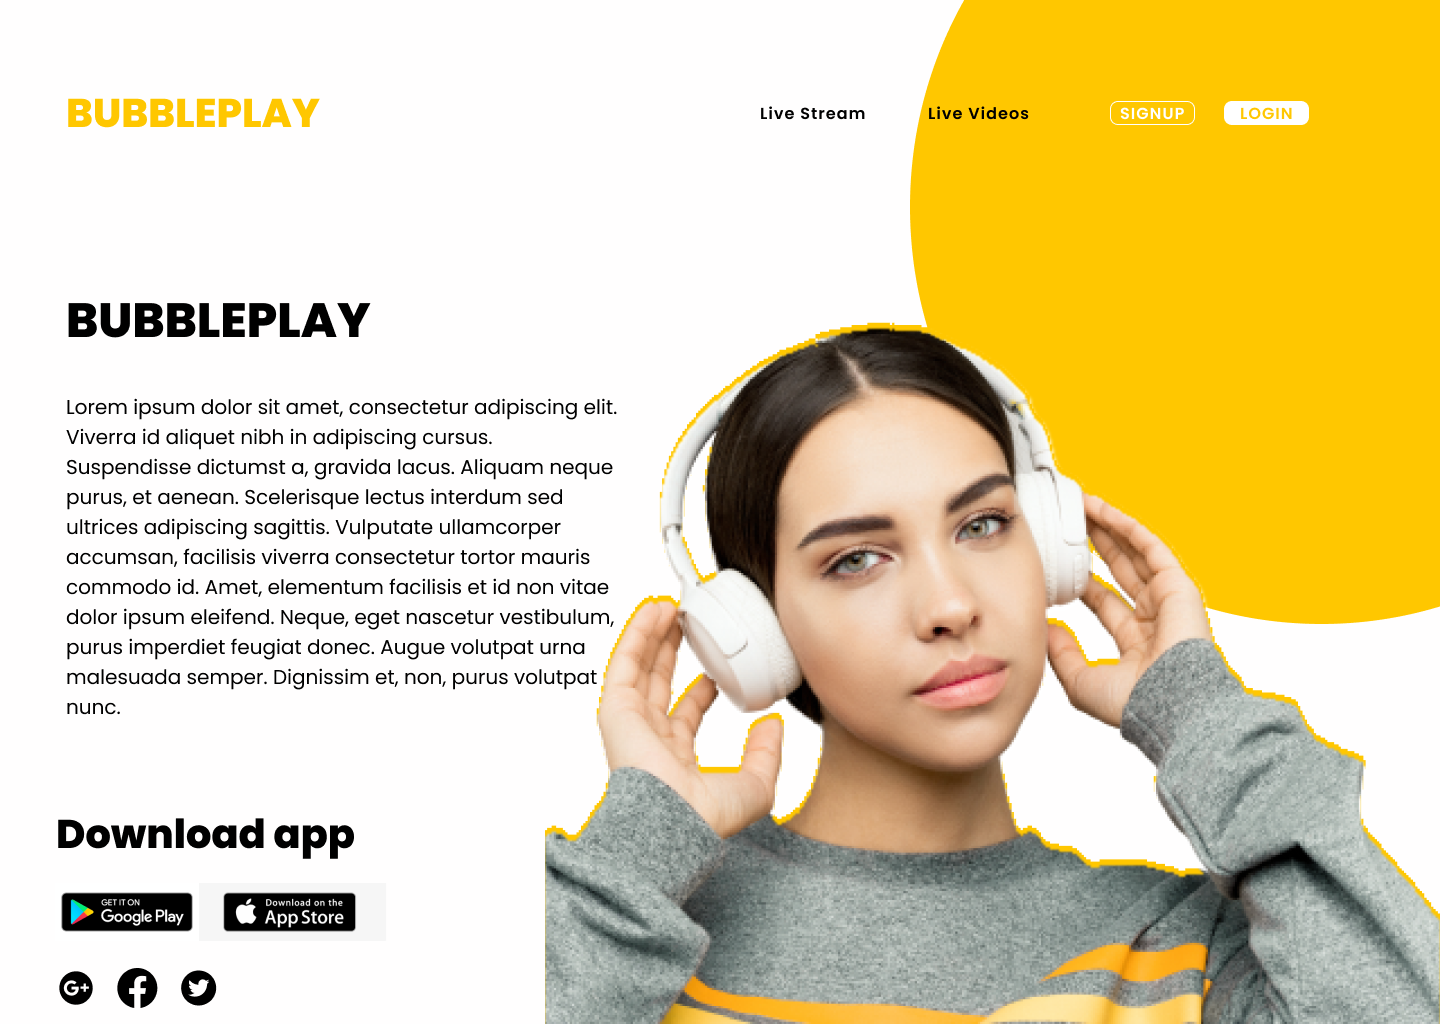 BUBBLEPLAY
Live Stream
Live Videos
SIGNUP
LOGIN
BUBBLEPLAY
Lorem ipsum dolor sit amet, consectetur adipiscing elit.
Viverra id aliquet nibh in adipiscing cursus.
Suspendisse dictumst a, gravida lacus. Aliquam neque
purus, et aenean. Scelerisque lectus interdum sed
ultrices adipiscing sagittis. Vulputate ullamcorper
accumsan, facilisis viverra consectetur tortor mauris
commodo id. Amet, elementum facilisis et id non vitae
dolor ipsum eleifend. Neque, eget nascetur vestibulum,
purus imperdiet feugiat donec. Augue volutpat urna
malesuada semper. Dignissim et, non, purus volutpat
nunc.
Download app
GET IT ON
Google Play
Download on the
App Store
G+